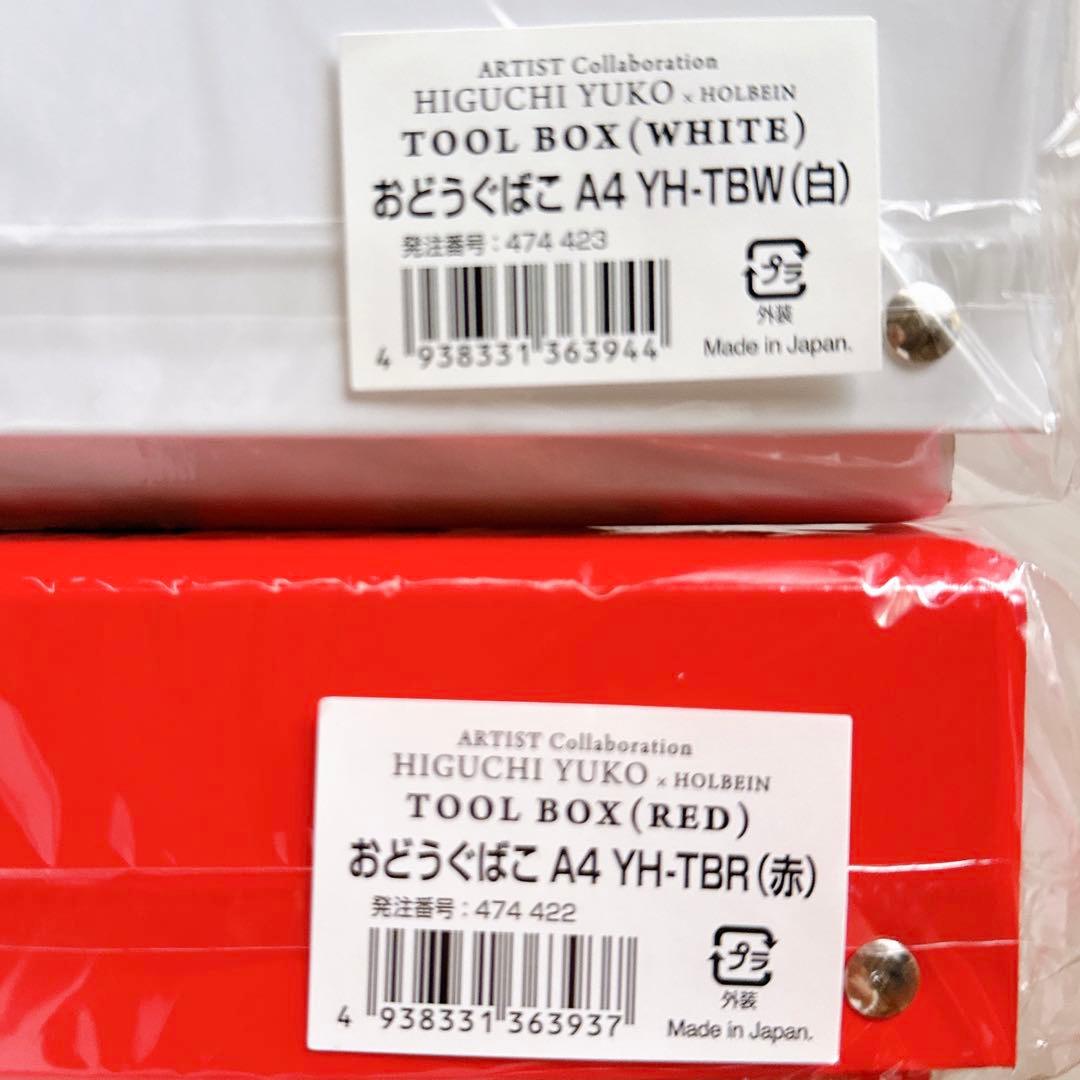 ARTIST Collaboration
HIGUCHI YUKO × HOLBEIN
TOOL BOX(WHITE)
おどうぐばこ A4 YH-TBW(白)
発注番号:474 423
プラ
外装
4 938331 363944
Made in Japan.
ARTIST Collaboration
HIGUCHI YUKO × HOLBEIN
TOOL BOX(RED)
おどうぐばこ A4 YH-TBR(赤)
発注番号:474 422
プラ
外装
4 938331 363937
Made in Japan.